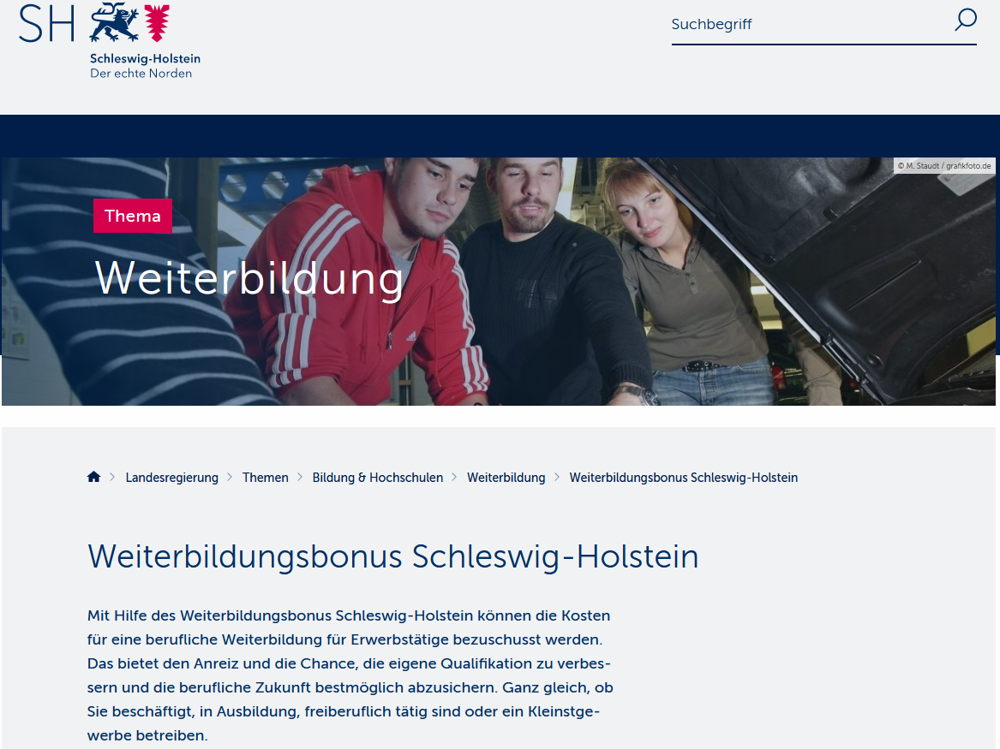 SH
Schleswig-Holstein
Der echte Norden
Suchbegriff
© M. Staudt / grafikfoto.de
Thema
Weiterbildung
Landesregierung > Themen > Bildung & Hochschulen > Weiterbildung > Weiterbildungsbonus Schleswig-Holstein
Weiterbildungsbonus Schleswig-Holstein
Mit Hilfe des Weiterbildungsbonus Schleswig-Holstein können die Kosten
für eine berufliche Weiterbildung für Erwerbstätige bezuschusst werden.
Das bietet den Anreiz und die Chance, die eigene Qualifikation zu verbes-
sern und die berufliche Zukunft bestmöglich abzusichern. Ganz gleich, ob
Sie beschäftigt, in Ausbildung, freiberuflich tätig sind oder ein Kleinstge-
werbe betreiben.